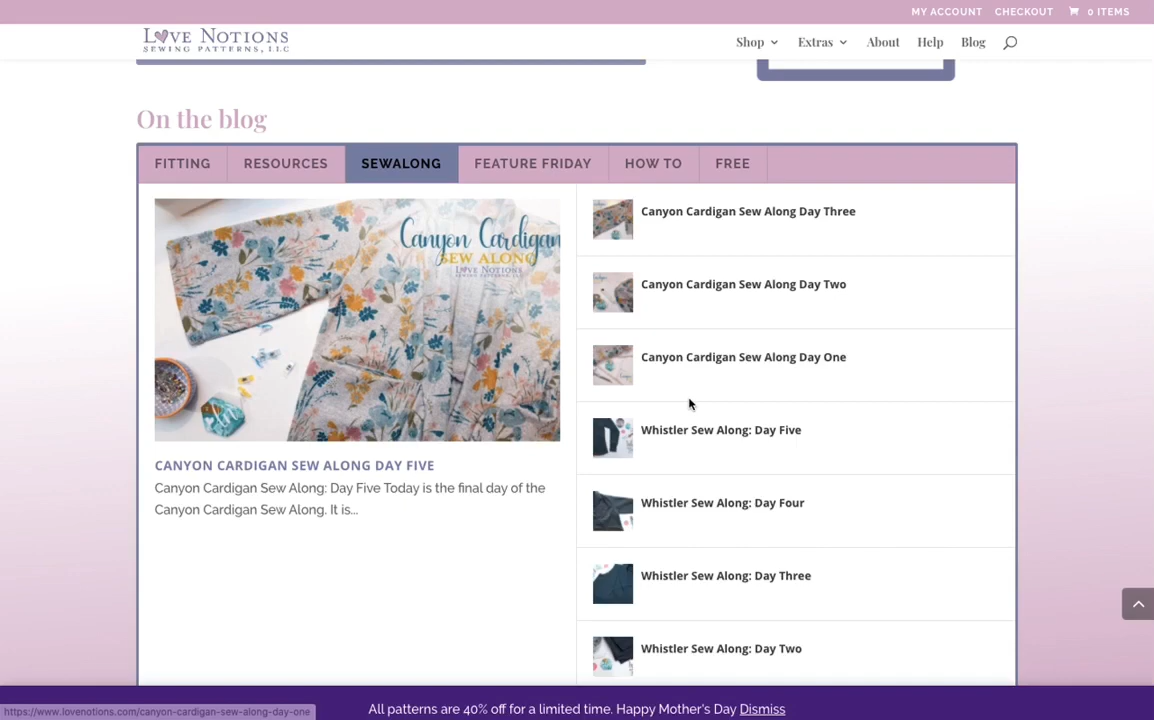 MY ACCOUNT CHECKOUT 0 ITEMS
LOVE NOTIONS
SEWING PATTERNS, LLC
Shop Extras About Help Blog
On the blog
FITTING RESOURCES SEWALONG FEATURE FRIDAY HOW TO FREE
Canyon Cardigan
SEW ALONG
LOVE NOTIONS
CANYON CARDIGAN SEW ALONG DAY FIVE
Canyon Cardigan Sew Along: Day Five Today is the final day of the
Canyon Cardigan Sew Along. It is...
Canyon Cardigan Sew Along Day Three
Canyon Cardigan Sew Along Day Two
Canyon Cardigan Sew Along Day One
Whistler Sew Along: Day Five
Whistler Sew Along: Day Four
Whistler Sew Along: Day Three
Whistler Sew Along: Day Two
All patterns are 40% off for a limited time. Happy Mother's Day Dismiss
https://www.lovenotions.com/canyon-cardigan-sew-along-day-one